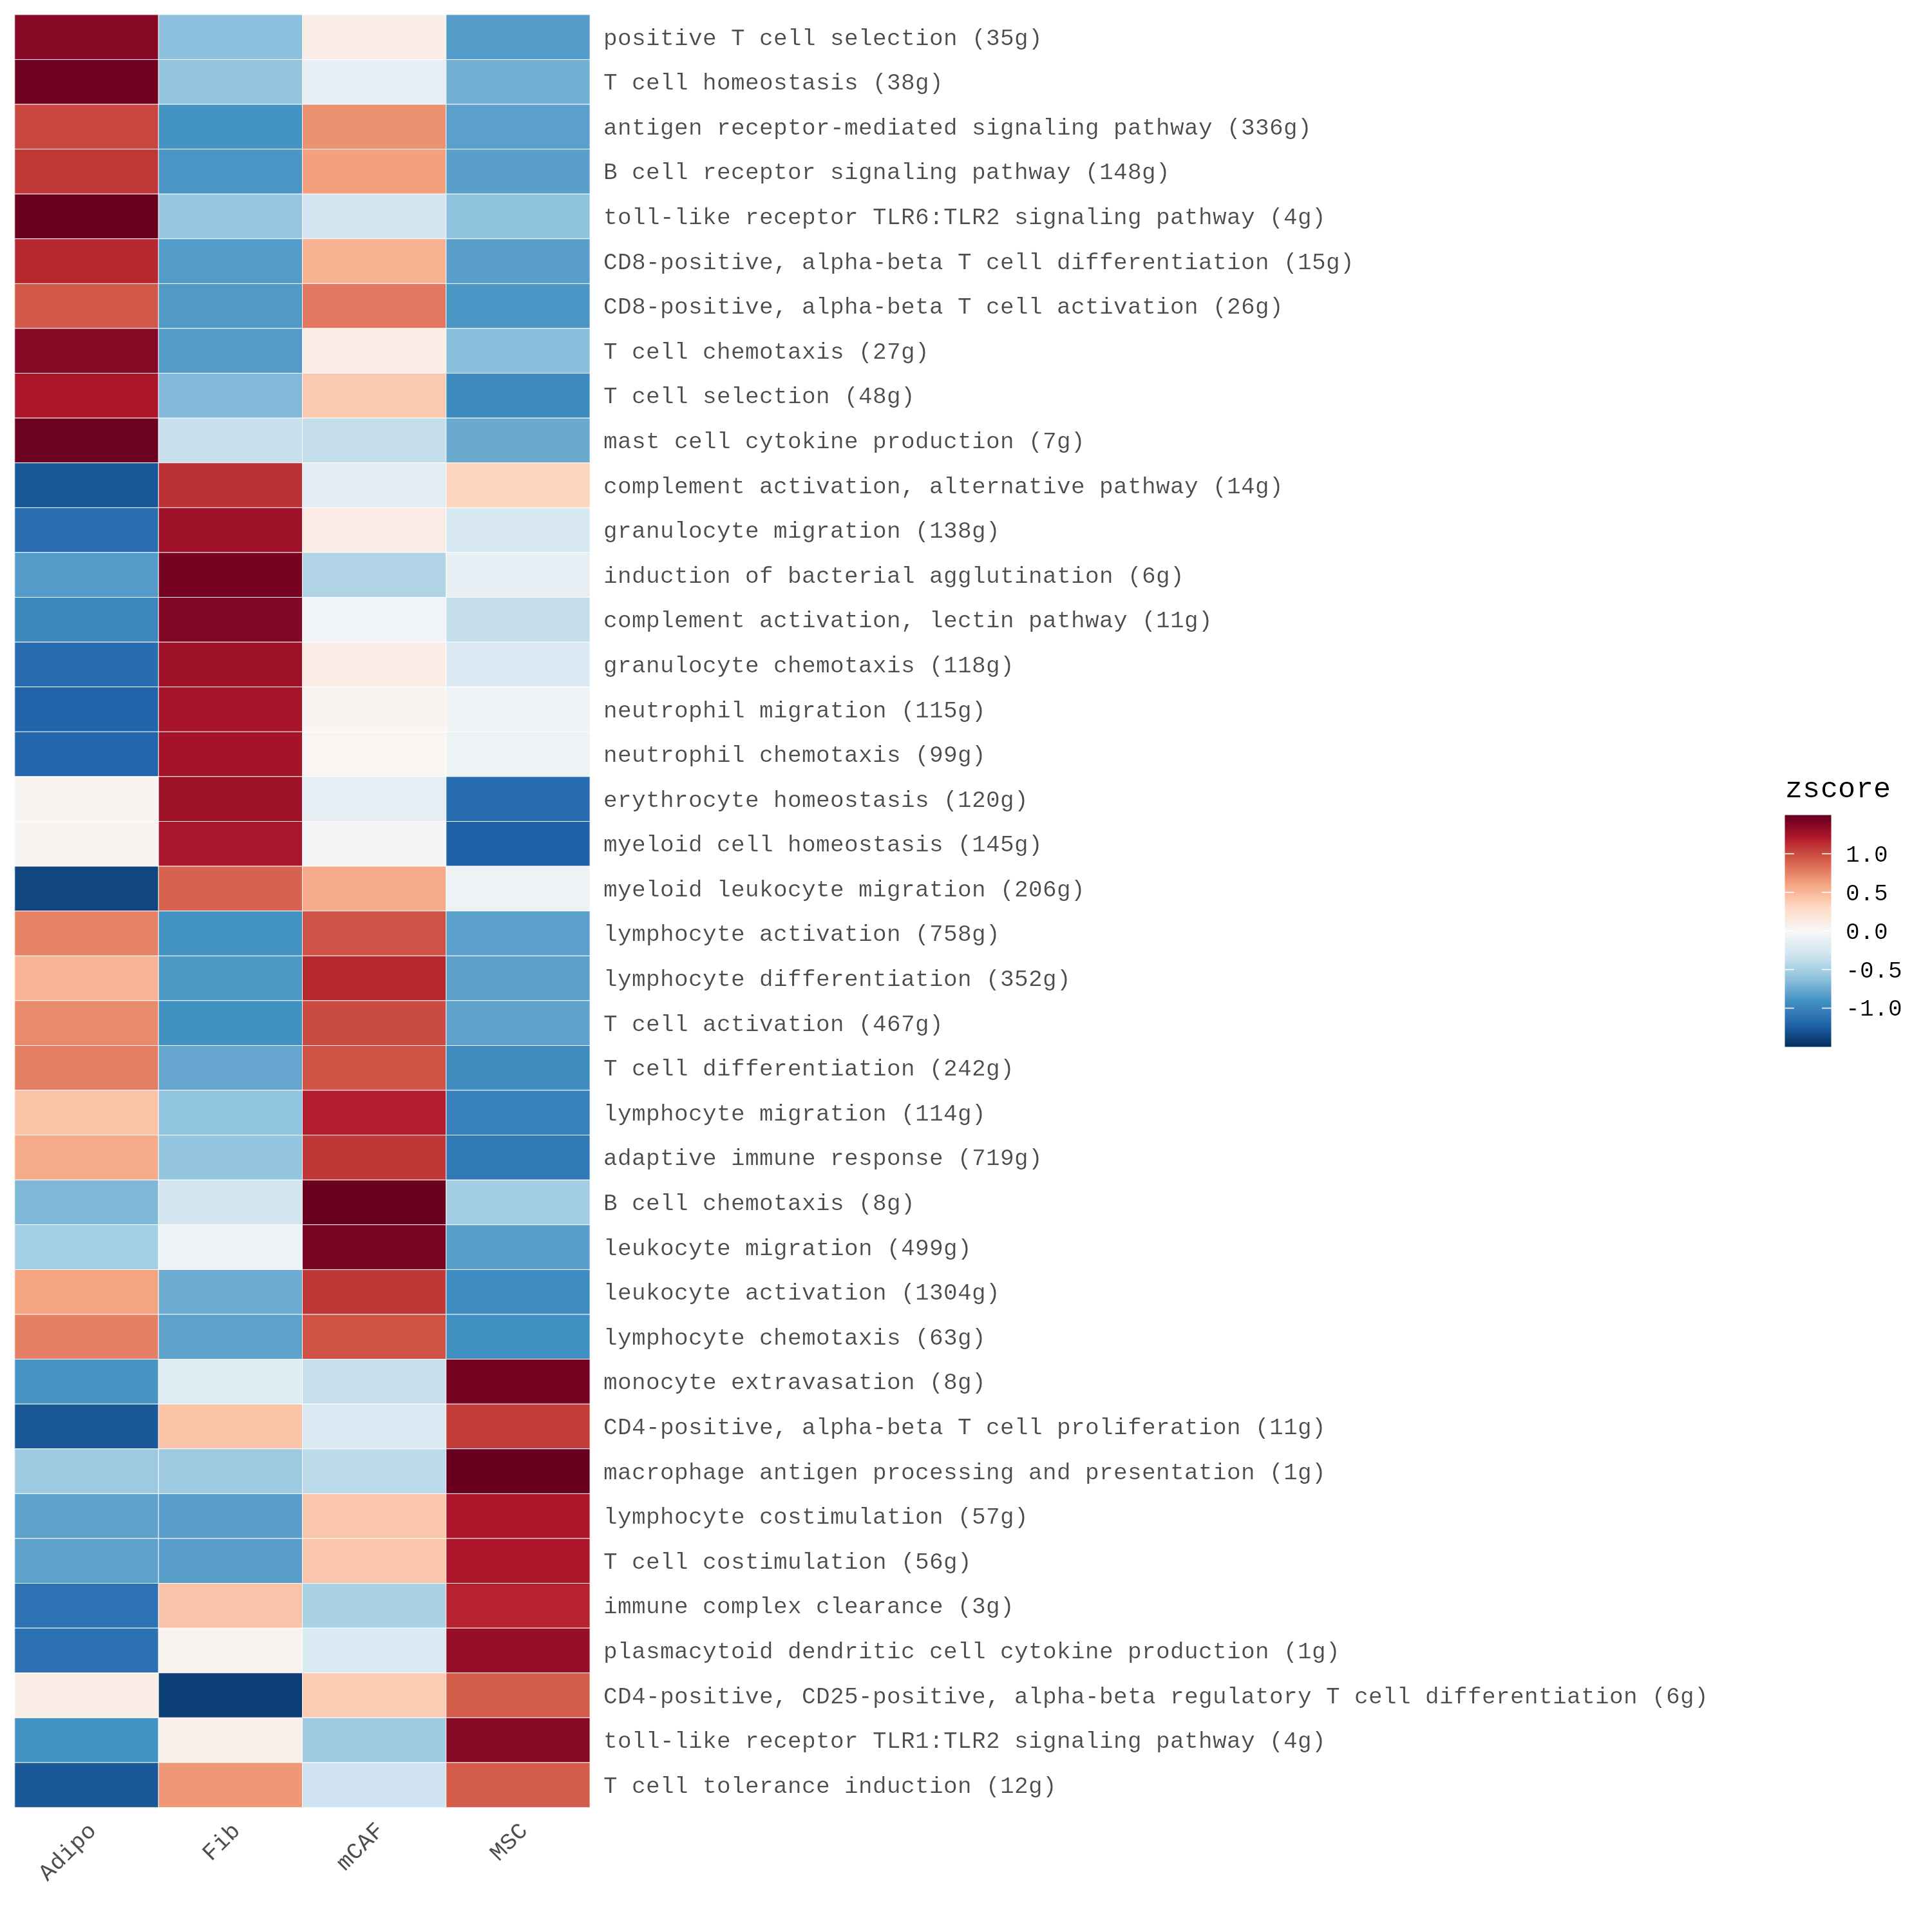 positive T cell selection (35g)
T cell homeostasis (38g)
antigen receptor-mediated signaling pathway (336g)
B cell receptor signaling pathway (148g)
toll-like receptor TLR6:TLR2 signaling pathway (4g)
CD8-positive, alpha-beta T cell differentiation (15g)
CD8-positive, alpha-beta T cell activation (26g)
T cell chemotaxis (27g)
T cell selection (48g)
mast cell cytokine production (7g)
complement activation, alternative pathway (14g)
granulocyte migration (138g)
induction of bacterial agglutination (6g)
complement activation, lectin pathway (11g)
granulocyte chemotaxis (118g)
neutrophil migration (115g)
neutrophil chemotaxis (99g)
erythrocyte homeostasis (120g)
myeloid cell homeostasis (145g)
myeloid leukocyte migration (206g)
lymphocyte activation (758g)
lymphocyte differentiation (352g)
T cell activation (467g)
T cell differentiation (242g)
lymphocyte migration (114g)
adaptive immune response (719g)
B cell chemotaxis (8g)
leukocyte migration (499g)
leukocyte activation (1304g)
lymphocyte chemotaxis (63g)
monocyte extravasation (8g)
CD4-positive, alpha-beta T cell proliferation (11g)
macrophage antigen processing and presentation (1g)
lymphocyte costimulation (57g)
T cell costimulation (56g)
immune complex clearance (3g)
plasmacytoid dendritic cell cytokine production (1g)
CD4-positive, CD25-positive, alpha-beta regulatory T cell differentiation (6g)
toll-like receptor TLR1:TLR2 signaling pathway (4g)
T cell tolerance induction (12g)
Adipo
Fib
mCAF
MSC
zscore
1.0
0.5
0.0
-0.5
-1.0